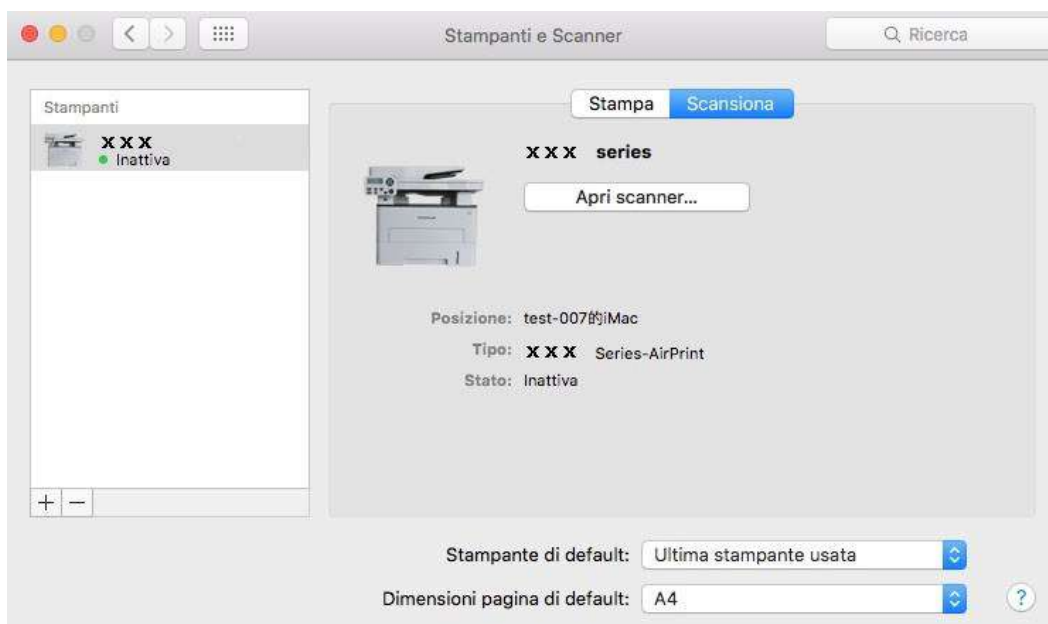 Stampanti e Scanner
Ricerca
Stampanti
Stampa Scansiona
X X X
Inattiva
X X X series
Apri scanner...
Posizione: test-007的iMac
Tipo: X X X Series-AirPrint
Stato: Inattiva
+ −
Stampante di default: Ultima stampante usata
Dimensioni pagina di default: A4
?